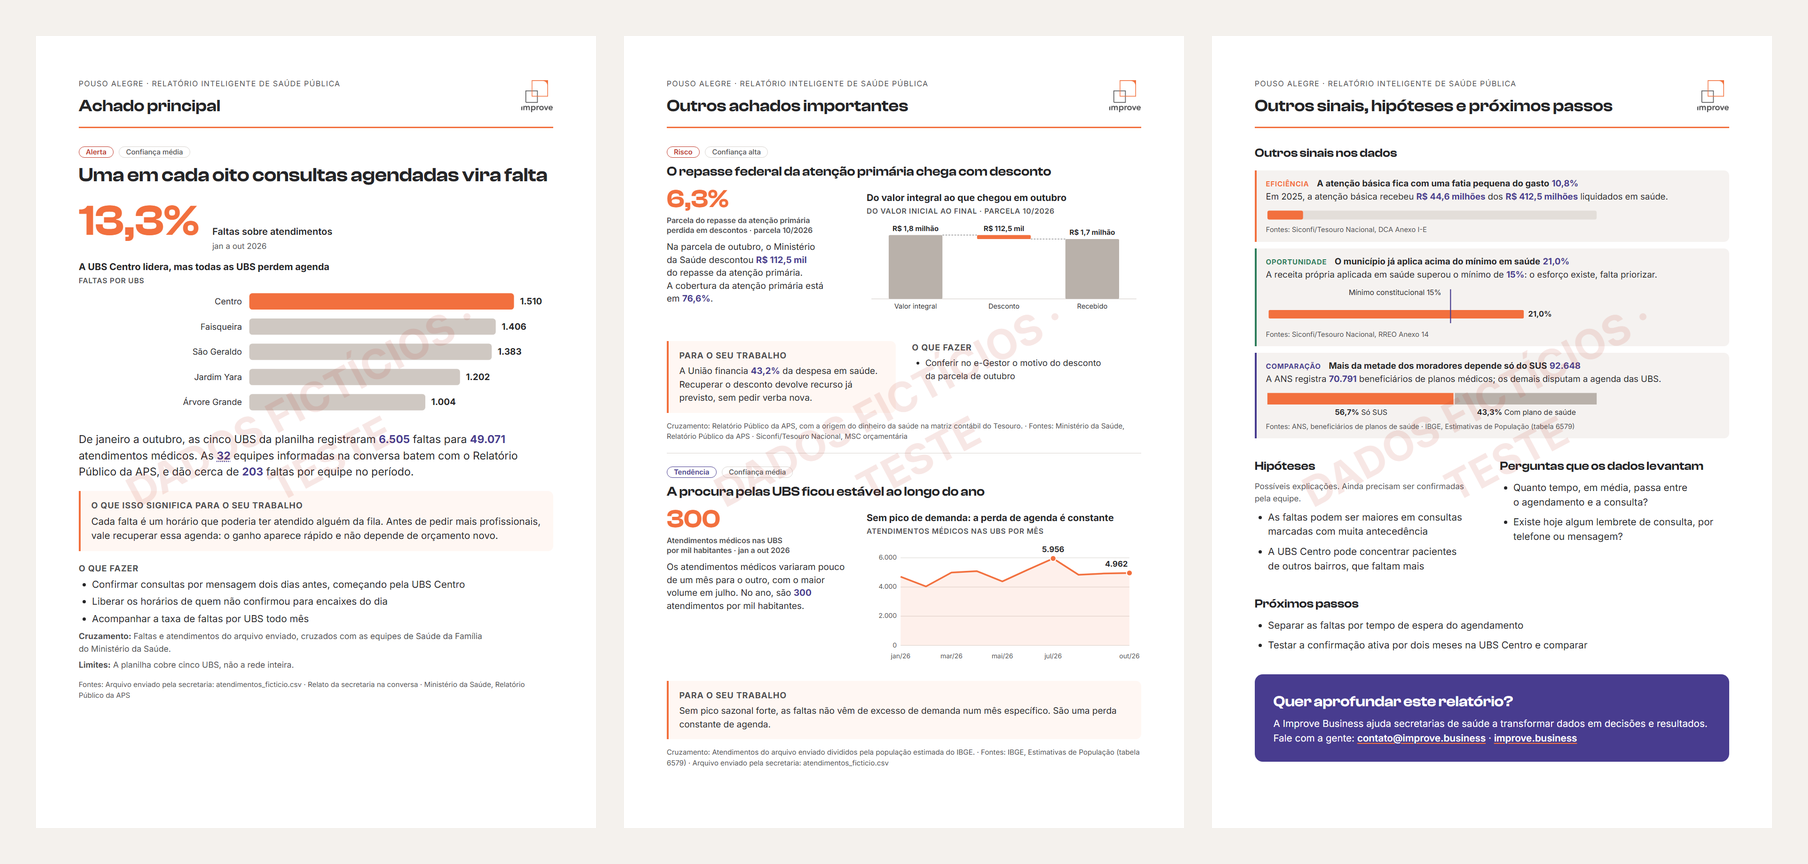 POUSO ALEGRE · RELATÓRIO INTELIGENTE DE SAÚDE PÚBLICA
Achado principal
improve
Alerta
Confiança média
Uma em cada oito consultas agendadas vira falta
13,3%
Faltas sobre atendimentos
jan a out 2026
A UBS Centro lidera, mas todas as UBS perdem agenda
FALTAS POR UBS
Centro 1.510
Faisqueira 1.406
São Geraldo 1.383
Jardim Yara 1.202
Árvore Grande 1.004
De janeiro a outubro, as cinco UBS da planilha registraram 6.505 faltas para 49.071
atendimentos médicos. As 32 equipes informadas na conversa batem com o Relatório
Público da APS, e dão cerca de 203 faltas por equipe no período.
O QUE ISSO SIGNIFICA PARA O SEU TRABALHO
Cada falta é um horário que poderia ter atendido alguém da fila. Antes de pedir mais profissionais,
vale recuperar essa agenda: o ganho aparece rápido e não depende de orçamento novo.
O QUE FAZER
• Confirmar consultas por mensagem dois dias antes, começando pela UBS Centro
• Liberar os horários de quem não confirmou para encaixes do dia
• Acompanhar a taxa de faltas por UBS todo mês
Cruzamento: Faltas e atendimentos do arquivo enviado, cruzados com as equipes de Saúde da Família
do Ministério da Saúde.
Limites: A planilha cobre cinco UBS, não a rede inteira.
Fontes: Arquivo enviado pela secretaria: atendimentos_ficticio.csv · Relato da secretaria na conversa · Ministério da Saúde, Relatório
Público da APS
DADOS FICTÍCIOS ·
TESTE
POUSO ALEGRE · RELATÓRIO INTELIGENTE DE SAÚDE PÚBLICA
Outros achados importantes
improve
Risco
Confiança alta
O repasse federal da atenção primária chega com desconto
6,3%
Parcela do repasse da atenção primária
perdida em descontos · parcela 10/2026
Na parcela de outubro, o Ministério
da Saúde descontou R$ 112,5 mil
do repasse da atenção primária.
A cobertura da atenção primária está
em 76,6%.
Do valor integral ao que chegou em outubro
DO VALOR INICIAL AO FINAL · PARCELA 10/2026
R$ 1,8 milhão
R$ 112,5 mil
R$ 1,7 milhão
Valor integral
Desconto
Recebido
PARA O SEU TRABALHO
A União financia 43,2% da despesa em saúde.
Recuperar o desconto devolve recurso já
previsto, sem pedir verba nova.
O QUE FAZER
• Conferir no e-Gestor o motivo do desconto
da parcela de outubro
Cruzamento: Relatório Público da APS, com a origem do dinheiro da saúde na matriz contábil do Tesouro. · Fontes: Ministério da Saúde,
Relatório Público da APS · Siconfi/Tesouro Nacional, MSC orçamentária
Tendência
Confiança média
A procura pelas UBS ficou estável ao longo do ano
300
Atendimentos médicos nas UBS
por mil habitantes · jan a out 2026
Os atendimentos médicos variaram pouco
de um mês para o outro, com o maior
volume em julho. No ano, são 300
atendimentos por mil habitantes.
Sem pico de demanda: a perda de agenda é constante
ATENDIMENTOS MÉDICOS NAS UBS POR MÊS
5.956
4.962
6.000
4.000
2.000
0
jan/26
mar/26
mai/26
jul/26
out/26
PARA O SEU TRABALHO
Sem pico sazonal forte, as faltas não vêm de excesso de demanda num mês específico. São uma perda
constante de agenda.
Cruzamento: Atendimentos do arquivo enviado divididos pela população estimada do IBGE. · Fontes: IBGE, Estimativas de População (tabela
6579) · Arquivo enviado pela secretaria: atendimentos_ficticio.csv
DADOS FICTÍCIOS ·
TESTE
POUSO ALEGRE · RELATÓRIO INTELIGENTE DE SAÚDE PÚBLICA
Outros sinais, hipóteses e próximos passos
improve
Outros sinais nos dados
EFICIÊNCIA A atenção básica fica com uma fatia pequena do gasto 10,8%
Em 2025, a atenção básica recebeu R$ 44,6 milhões dos R$ 412,5 milhões liquidados em saúde.
Fontes: Siconfi/Tesouro Nacional, DCA Anexo I-E
OPORTUNIDADE O município já aplica acima do mínimo em saúde 21,0%
A receita própria aplicada em saúde superou o mínimo de 15%: o esforço existe, falta priorizar.
Mínimo constitucional 15%
21,0%
Fontes: Siconfi/Tesouro Nacional, RREO Anexo 14
COMPARAÇÃO Mais da metade dos moradores depende só do SUS 92.648
A ANS registra 70.791 beneficiários de planos médicos; os demais disputam a agenda das UBS.
56,7% Só SUS
43,3% Com plano de saúde
Fontes: ANS, beneficiários de planos de saúde · IBGE, Estimativas de População (tabela 6579)
Hipóteses
Possíveis explicações. Ainda precisam ser confirmadas
pela equipe.
• As faltas podem ser maiores em consultas
marcadas com muita antecedência
• A UBS Centro pode concentrar pacientes
de outros bairros, que faltam mais
Perguntas que os dados levantam
• Quanto tempo, em média, passa entre
o agendamento e a consulta?
• Existe hoje algum lembrete de consulta, por
telefone ou mensagem?
Próximos passos
• Separar as faltas por tempo de espera do agendamento
• Testar a confirmação ativa por dois meses na UBS Centro e comparar
Quer aprofundar este relatório?
A Improve Business ajuda secretarias de saúde a transformar dados em decisões e resultados.
Fale com a gente: contato@improve.business · improve.business
DADOS FICTÍCIOS ·
TESTE